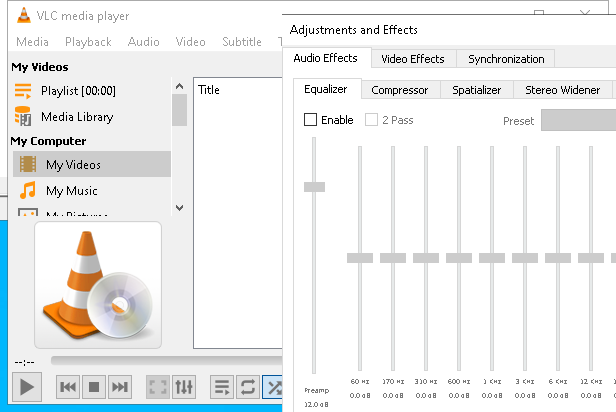 VLC media player
Media Playback Audio Video Subtitle
My Videos
Playlist [00:00]
Media Library
My Computer
My Videos
My Music
My Pictures
Title
--:--
Adjustments and Effects
Audio Effects Video Effects Synchronization
Equalizer Compressor Spatializer Stereo Widener
Enable 2 Pass Preset
60 Hz 170 Hz 310 Hz 600 Hz 1 KHz 3 KHz 6 KHz 12 KHz
Preamp 0.0 dB 0.0 dB 0.0 dB 0.0 dB 0.0 dB 0.0 dB 0.0 dB 0.0 dB
12.0 dB